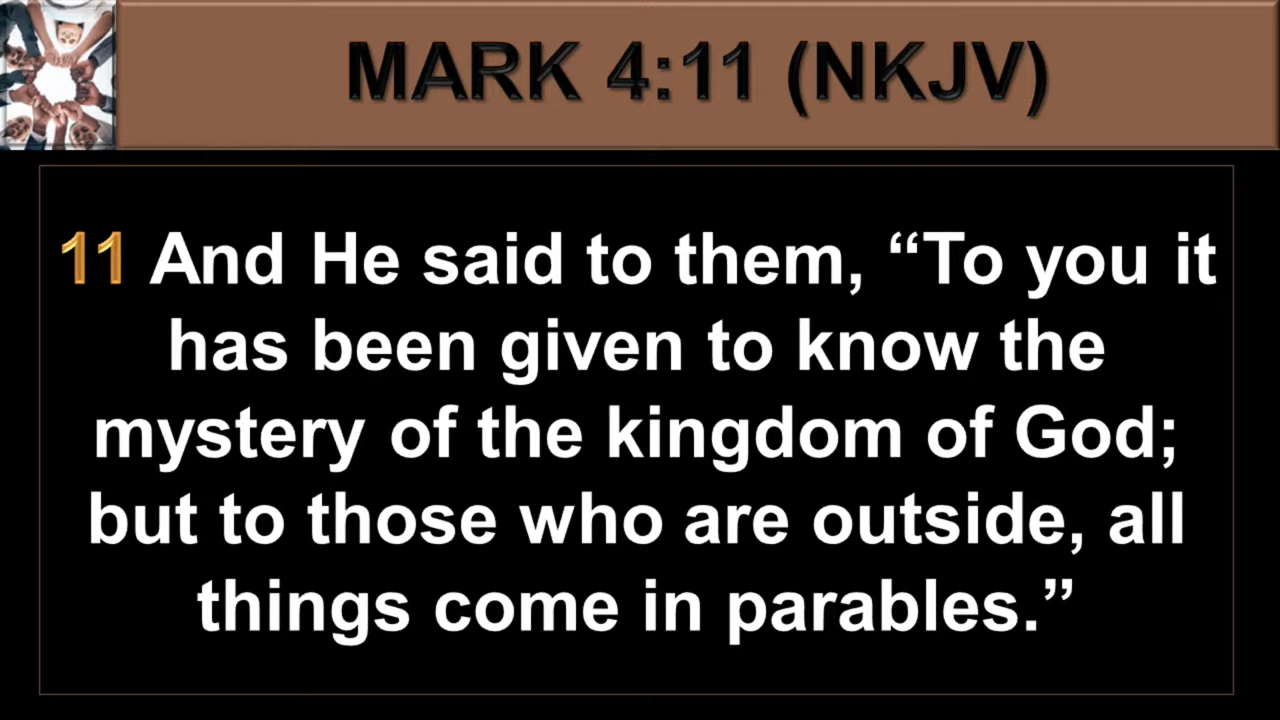 MARK 4:11 (NKJV)
11 And He said to them, “To you it
has been given to know the
mystery of the kingdom of God;
but to those who are outside, all
things come in parables.”